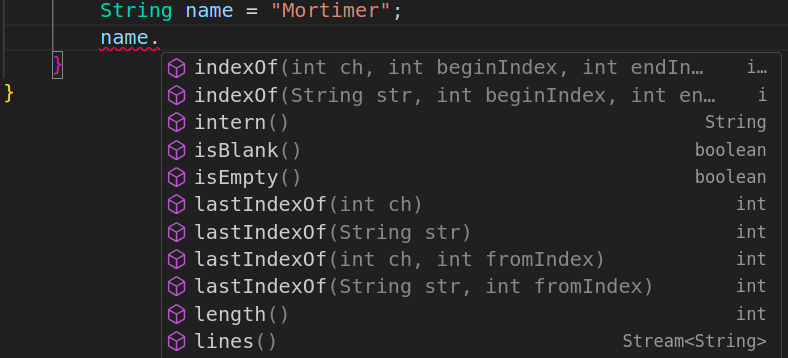 String name = "Mortimer";
name.
}
}
indexOf(int ch, int beginIndex, int endIn… i…
indexOf(String str, int beginIndex, int en… i
intern() String
isBlank() boolean
isEmpty() boolean
lastIndexOf(int ch) int
lastIndexOf(String str) int
lastIndexOf(int ch, int fromIndex) int
lastIndexOf(String str, int fromIndex) int
length() int
lines() Stream<String>